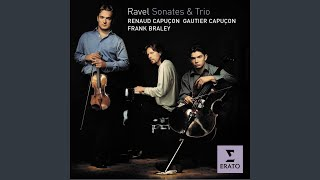 Ravel Sonates & Trio
RENAUD CAPUÇON GAUTIER CAPUÇON
FRANK BRALEY
ERATO